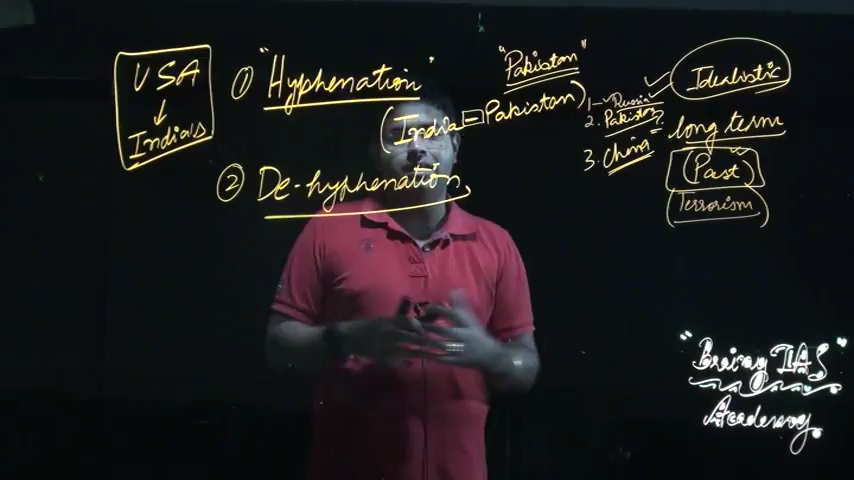 USA
↓
Indians
① "Hyphenation"
(India - Pakistan)
② De-hyphenation,
"Pakistan"
1. Russia
2. Pakistan?
3. China =
Idealistic
long term
(Past)
(Terrorism)
"Brainy IAS"
Academy